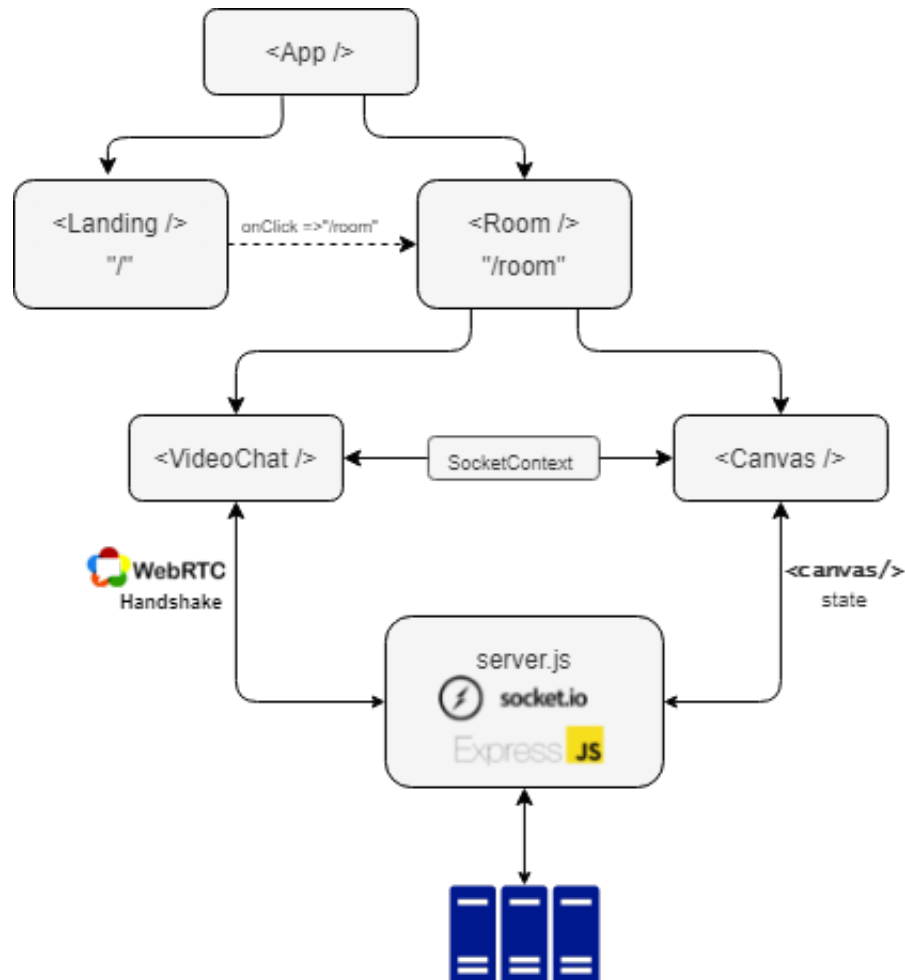 <App />
<Landing />
"/"
onClick =>"/room"
<Room />
"/room"
<VideoChat />
SocketContext
<Canvas />
WebRTC
Handshake
<canvas/>
state
server.js
socket.io
Express JS